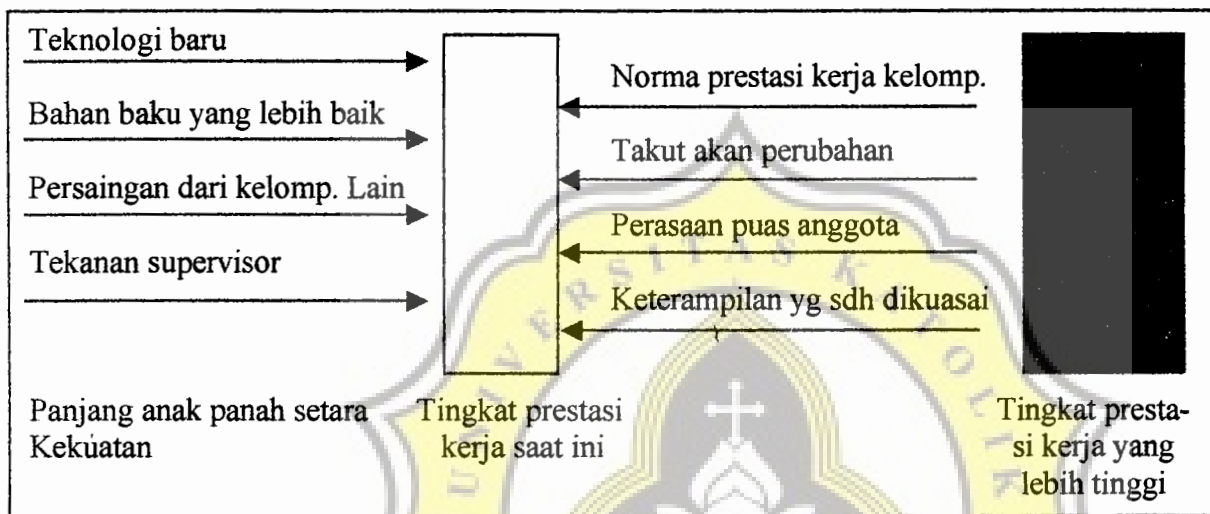 Teknologi baru
Bahan baku yang lebih baik
Persaingan dari kelomp. Lain
Tekanan supervisor
Norma prestasi kerja kelomp.
Takut akan perubahan
Perasaan puas anggota
Keterampilan yg sdh dikuasai
Panjang anak panah setara
Kekuatan
Tingkat prestasi
kerja saat ini
Tingkat presta-
si kerja yang
lebih tinggi
UNIVERSITAS KATOLIK